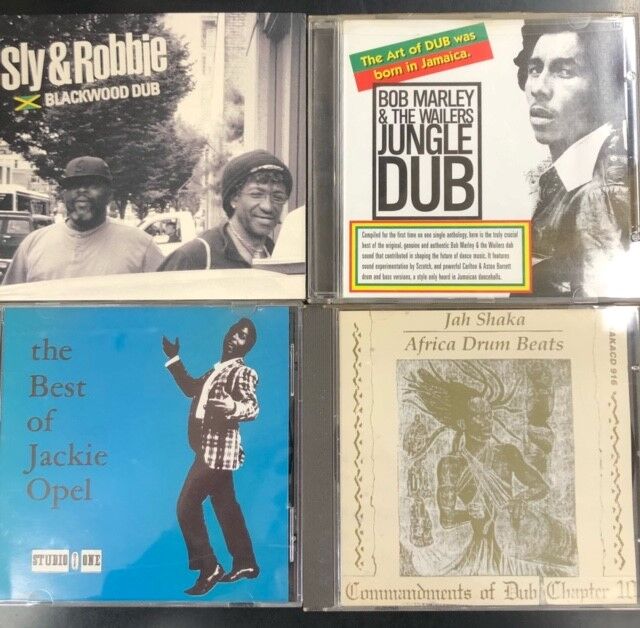 Sly & Robbie
BLACKWOOD DUB
The Art of DUB was
born in Jamaica.
BOB MARLEY
& THE WAILERS
JUNGLE
DUB
Compiled for the first time on one single anthology, here is the truly crucial
best of the original, genuine and authentic Bob Marley & the Wailers dub
sound that contributed in shaping the future of dance music. It features
sound experimentation by Scratch, and powerful Carlton & Aston Barrett
drum and bass versions, a style only heard in Jamaican dancehalls.
the
Best
of
Jackie
Opel
STUDIO ONE
Jah Shaka
Africa Drum Beats
AKACD 916
Commandments of Dub Chapter 10